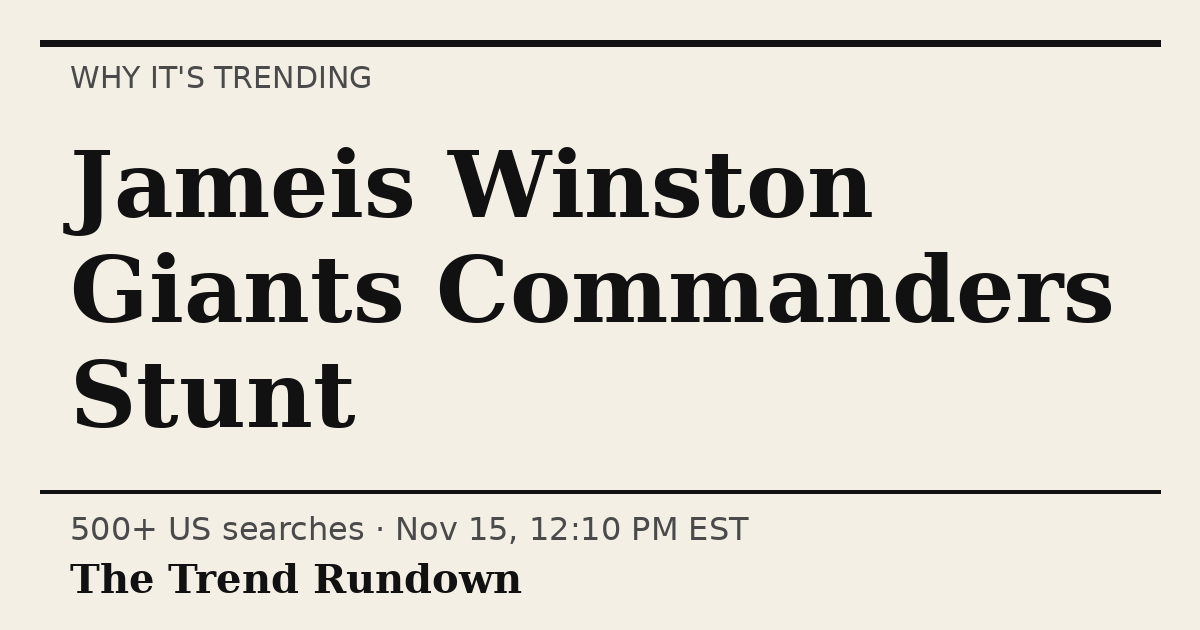 WHY IT'S TRENDING
Jameis Winston
Giants Commanders
Stunt
500+ US searches · Nov 15, 12:10 PM EST
The Trend Rundown